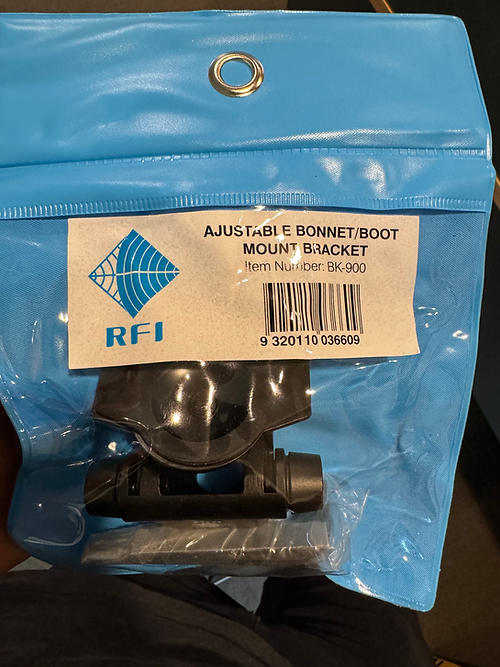 AJUSTABLE BONNET/BOOT
MOUNT BRACKET
Item Number: BK-900
RFI
9 320110 036609